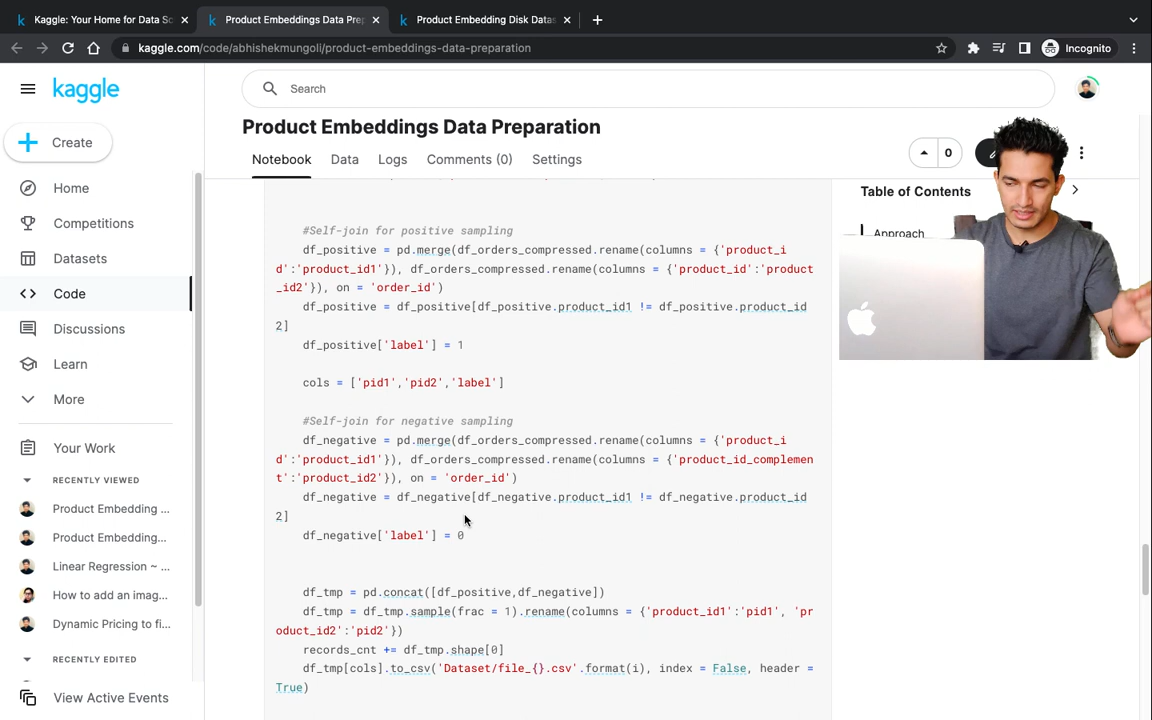 Kaggle: Your Home for Data Sc
Product Embeddings Data Prep
Product Embedding Disk Datas
kaggle.com/code/abhishekmungoli/product-embeddings-data-preparation
Incognito
kaggle
Search
Create
Product Embeddings Data Preparation
Notebook
Data
Logs
Comments (0)
Settings
0
Home
Competitions
Datasets
Code
Discussions
Learn
More
Your Work
RECENTLY VIEWED
Product Embedding ...
Product Embedding...
Linear Regression ~ ...
How to add an imag...
Dynamic Pricing to fi...
RECENTLY EDITED
View Active Events
#Self-join for positive sampling
df_positive = pd.merge(df_orders_compressed.rename(columns = {'product_i
d':'product_id1'}), df_orders_compressed.rename(columns = {'product_id':'product
_id2'}), on = 'order_id')
df_positive = df_positive[df_positive.product_id1 != df_positive.product_id
2]
df_positive['label'] = 1
cols = ['pid1','pid2','label']
#Self-join for negative sampling
df_negative = pd.merge(df_orders_compressed.rename(columns = {'product_i
d':'product_id1'}), df_orders_compressed.rename(columns = {'product_id_complemen
t':'product_id2'}), on = 'order_id')
df_negative = df_negative[df_negative.product_id1 != df_negative.product_id
2]
df_negative['label'] = 0
df_tmp = pd.concat([df_positive,df_negative])
df_tmp = df_tmp.sample(frac = 1).rename(columns = {'product_id1':'pid1', 'pr
oduct_id2':'pid2'})
records_cnt += df_tmp.shape[0]
df_tmp[cols].to_csv('Dataset/file_{}.csv'.format(i), index = False, header =
True)
Table of Contents
Approach